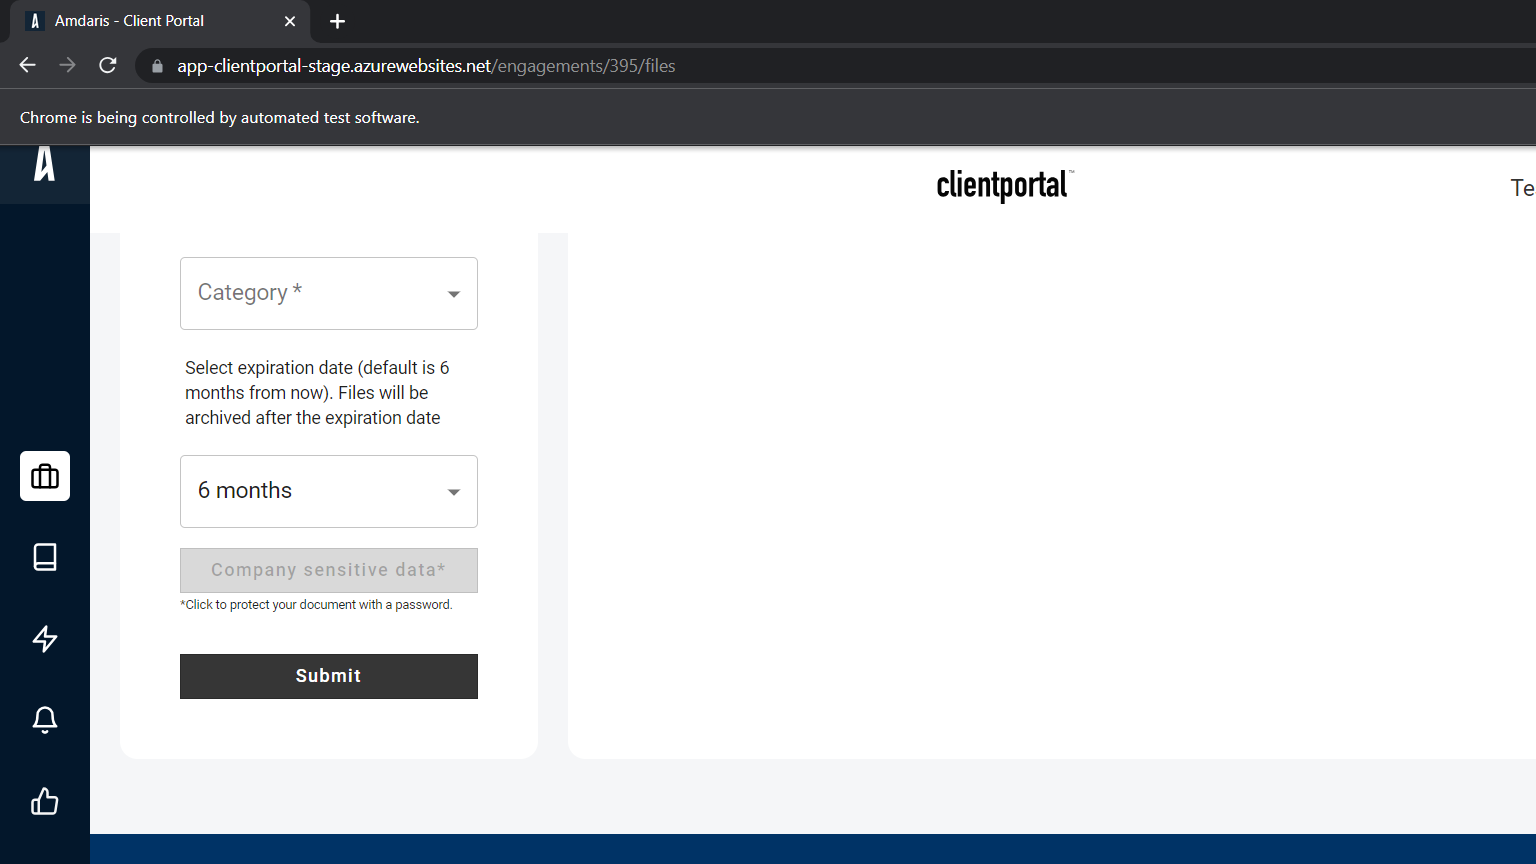 Amdaris - Client Portal
app-clientportal-stage.azurewebsites.net/engagements/395/files
Chrome is being controlled by automated test software.
clientportal™
Te
Category *
Select expiration date (default is 6
months from now). Files will be
archived after the expiration date
6 months
Company sensitive data*
*Click to protect your document with a password.
Submit